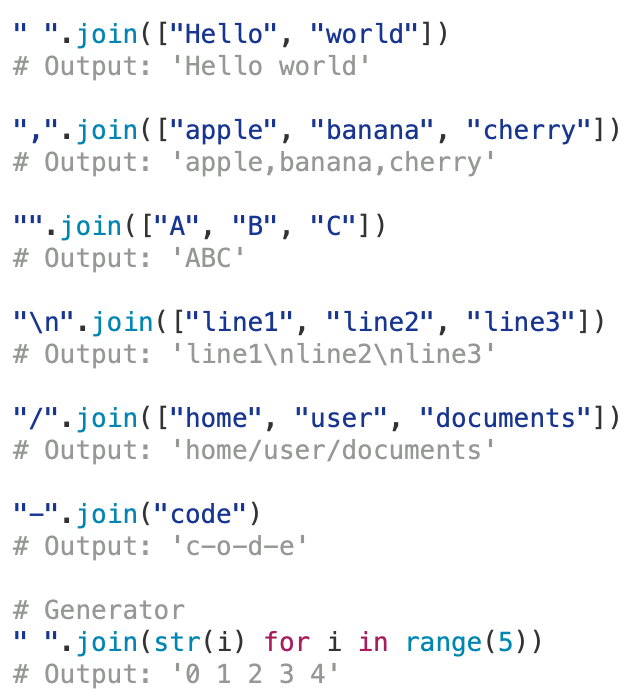 " ".join(["Hello", "world"])
# Output: 'Hello world'
",".join(["apple", "banana", "cherry"])
# Output: 'apple,banana,cherry'
"".join(["A", "B", "C"])
# Output: 'ABC'
"\n".join(["line1", "line2", "line3"])
# Output: 'line1\nline2\nline3'
"/".join(["home", "user", "documents"])
# Output: 'home/user/documents'
"-".join("code")
# Output: 'c-o-d-e'
# Generator
" ".join(str(i) for i in range(5))
# Output: '0 1 2 3 4'